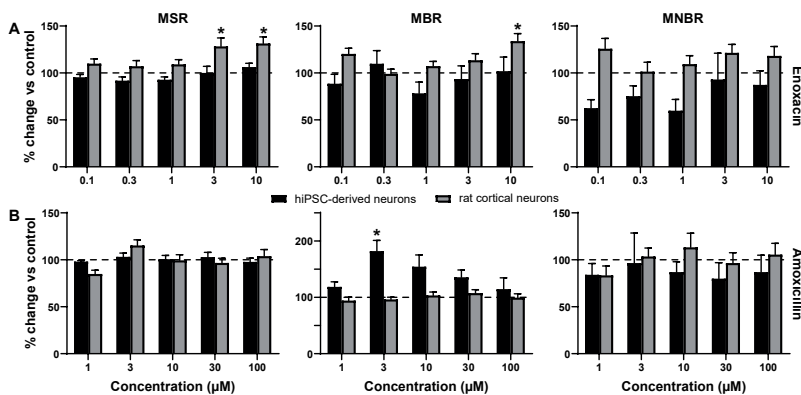 MSR MBR MNBR
A
% change vs control
150
100
50
0
* *
0.1 0.3 1 3 10
150
100
50
0
*
0.1 0.3 1 3 10
150
100
50
0
0.1 0.3 1 3 10
Enoxacin
hiPSC-derived neurons rat cortical neurons
B
% change vs control
150
100
50
0
1 3 10 30 100
Concentration (µM)
200
100
0
*
1 3 10 30 100
Concentration (µM)
150
100
50
0
1 3 10 30 100
Concentration (µM)
Amoxicillin